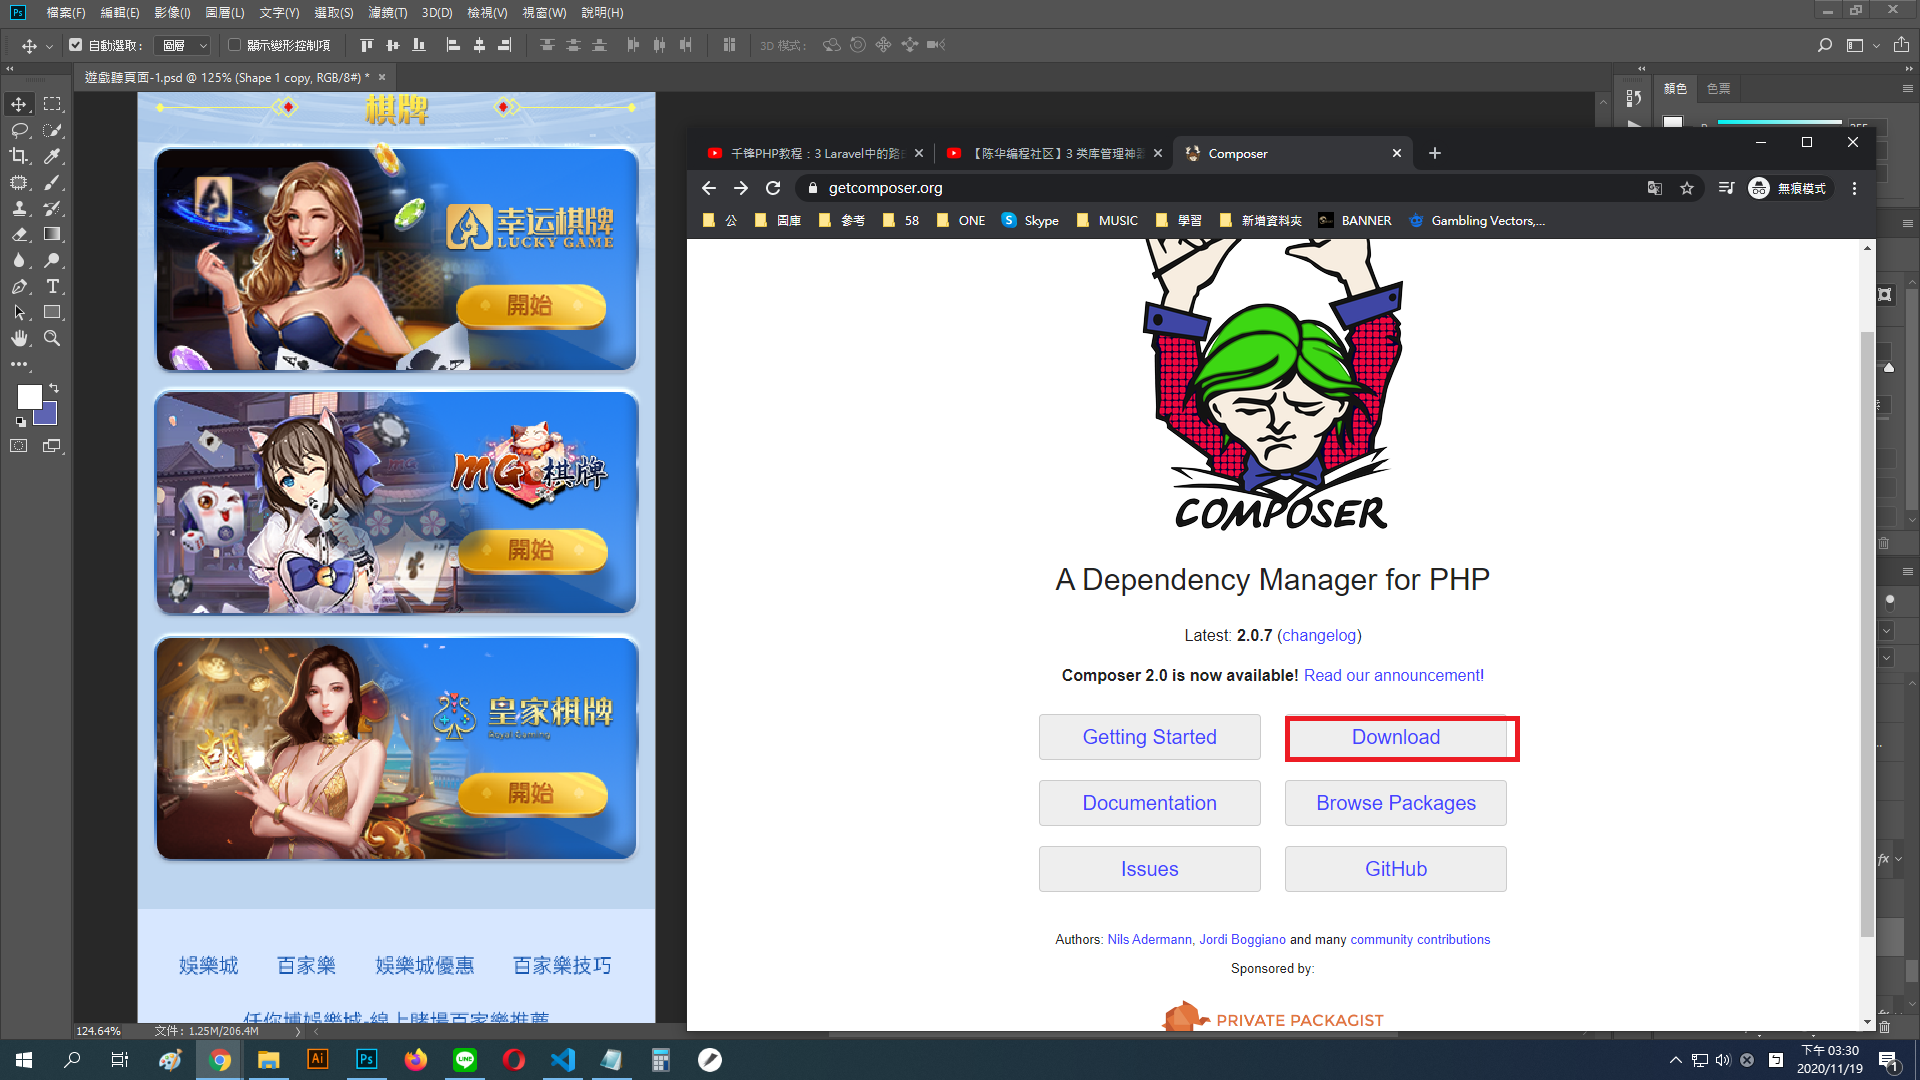 檔案(F) 編輯(E) 影像(I) 圖層(L) 文字(Y) 選取(S) 濾鏡(T) 3D(D) 檢視(V) 視窗(W) 說明(H)
自動選取： 圖層 顯示變形控制項 3D 模式：
遊戲聽頁面-1.psd @ 125% (Shape 1 copy, RGB/8#) *
顏色 色票
棋牌
幸运棋牌
LUCKY GAME
開始
MG棋牌
開始
胡
皇家棋牌
Royal Gaming
開始
娛樂城 百家樂 娛樂城優惠 百家樂技巧
任你博娛樂城-線上賭場百家樂推薦
124.64% 文件: 1.25M/206.4M
千锋PHP教程：3 Laravel中的路由
【陈华编程社区】3 类库管理神器
Composer
getcomposer.org
無痕模式
公 圖庫 參考 58 ONE Skype MUSIC 學習 新增資料夾 BANNER Gambling Vectors,...
COMPOSER
A Dependency Manager for PHP
Latest: 2.0.7 (changelog)
Composer 2.0 is now available! Read our announcement!
Getting Started Download
Documentation Browse Packages
Issues GitHub
Authors: Nils Adermann, Jordi Boggiano and many community contributions
Sponsored by:
PRIVATE PACKAGIST
下午 03:30
2020/11/19